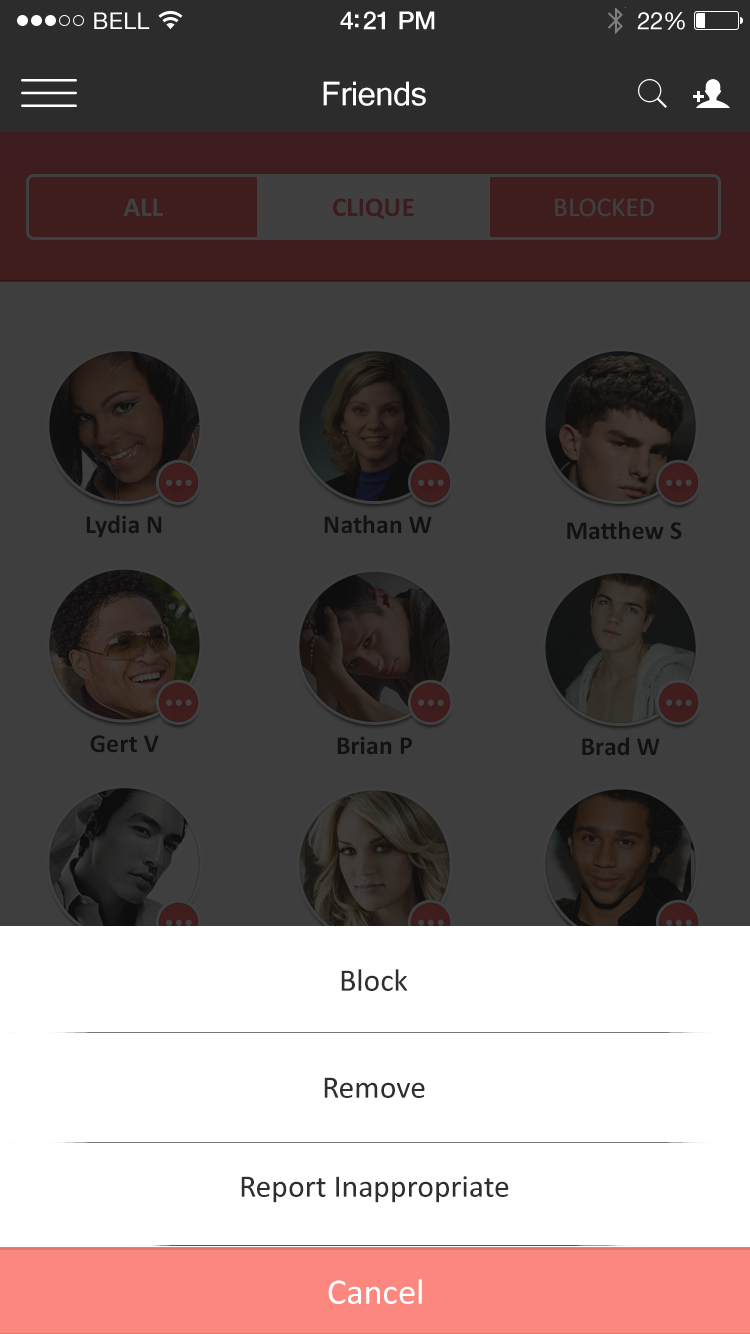 BELL 4:21 PM 22%
Friends
ALL CLIQUE BLOCKED
Lydia N Nathan W Matthew S
Gert V Brian P Brad W
Block
Remove
Report Inappropriate
Cancel